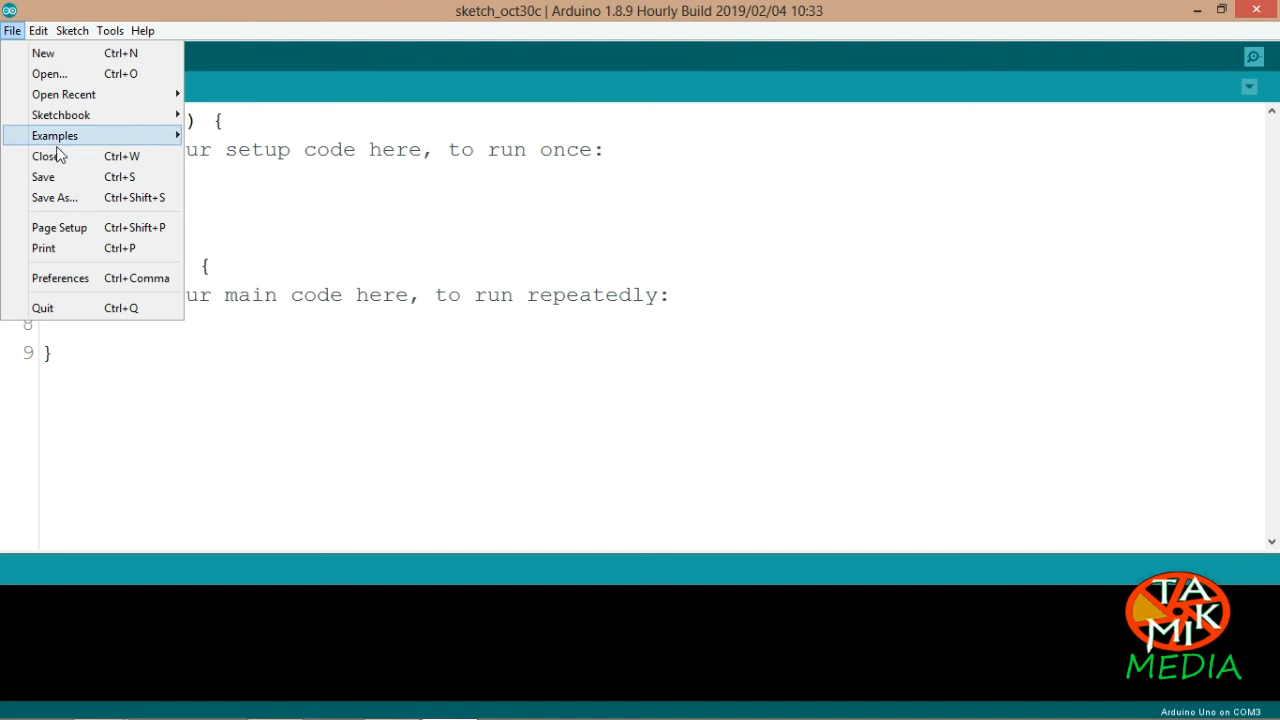 sketch_oct30c | Arduino 1.8.9 Hourly Build 2019/02/04 10:33
File Edit Sketch Tools Help
New Ctrl+N
Open... Ctrl+O
Open Recent
Sketchbook
Examples
Close Ctrl+W
Save Ctrl+S
Save As... Ctrl+Shift+S
Page Setup Ctrl+Shift+P
Print Ctrl+P
Preferences Ctrl+Comma
Quit Ctrl+Q
) {
ur setup code here, to run once:
{
ur main code here, to run repeatedly:
8
9 }
TAKMI
MEDIA
Arduino Uno on COM3